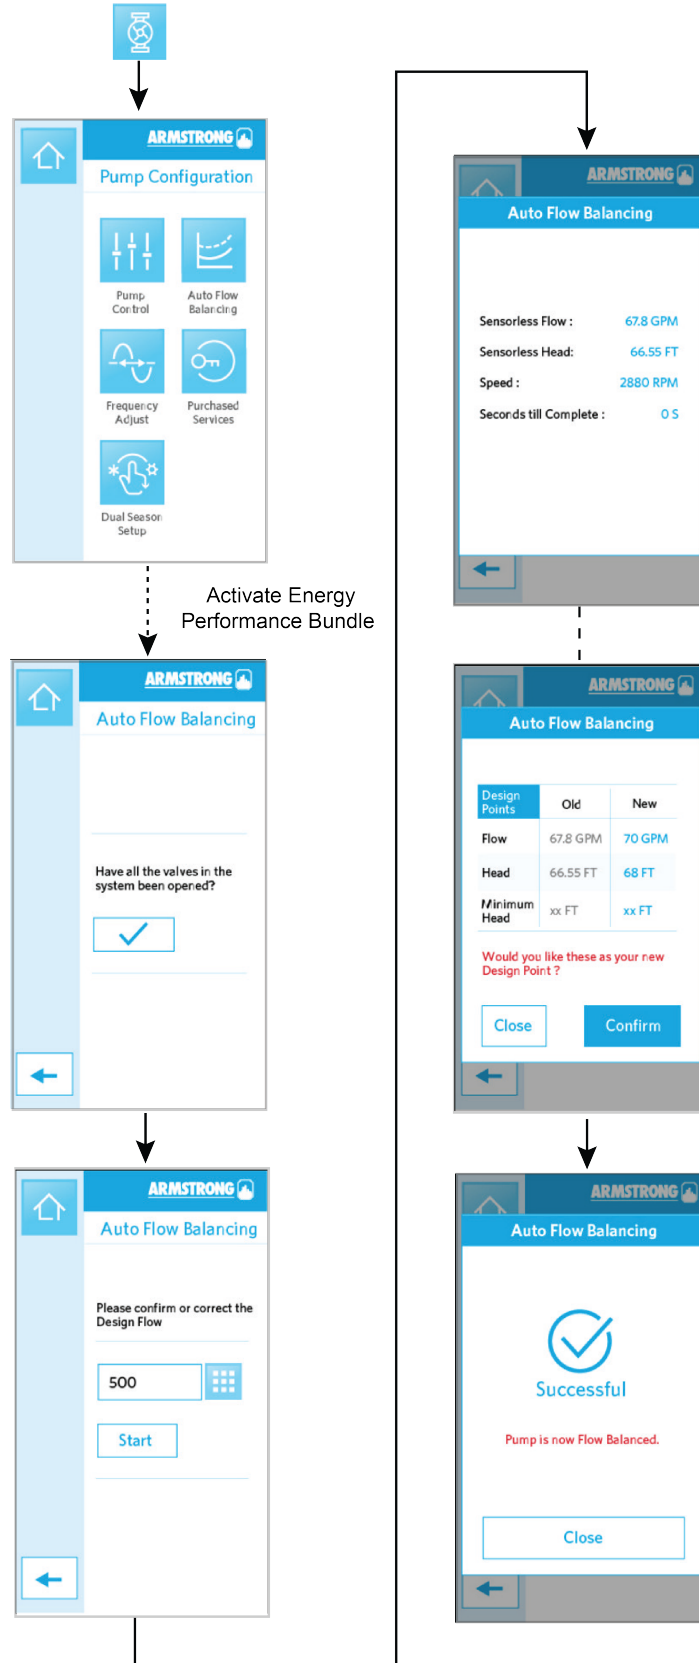 ARMSTRONG
Pump Configuration
Pump
Control
Auto Flow
Balancing
Frequency
Adjust
Purchased
Services
Dual Season
Setup
Activate Energy
Performance Bundle
ARMSTRONG
Auto Flow Balancing
Have all the valves in the
system been opened?
ARMSTRONG
Auto Flow Balancing
Please confirm or correct the
Design Flow
500
Start
ARMSTRONG
Auto Flow Balancing
Sensorless Flow : 67.8 GPM
Sensorless Head: 66.55 FT
Speed : 2880 RPM
Seconds till Complete : 0 S
ARMSTRONG
Auto Flow Balancing
Design
Points
Old New
Flow 67.8 GPM 70 GPM
Head 66.55 FT 68 FT
Minimum
Head
xx FT xx FT
Would you like these as your new
Design Point ?
Close Confirm
ARMSTRONG
Auto Flow Balancing
Successful
Pump is now Flow Balanced.
Close